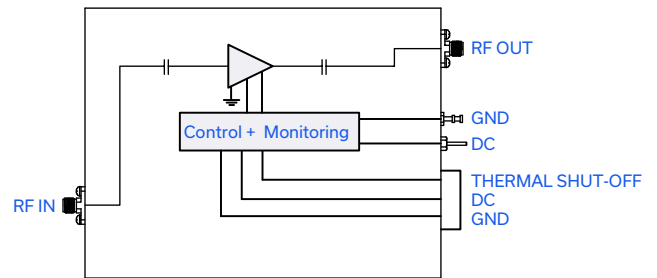 RF OUT
GND
Control + Monitoring
DC
THERMAL SHUT-OFF
DC
RF IN
GND